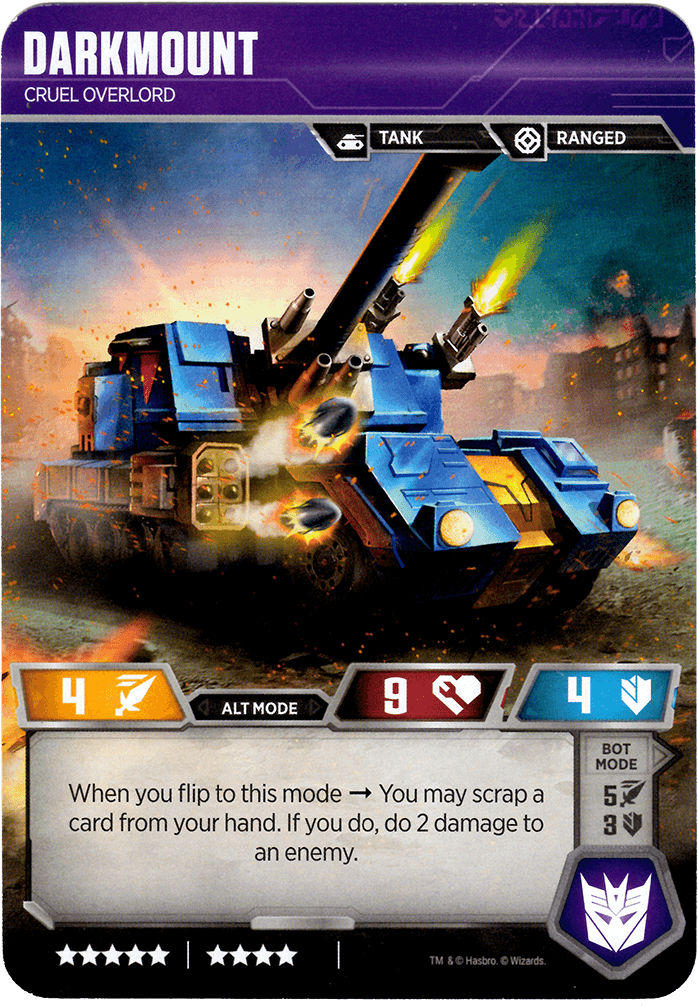 DARKMOUNT
CRUEL OVERLORD
TANK
RANGED
4
ALT MODE
9
4
When you flip to this mode → You may scrap a
card from your hand. If you do, do 2 damage to
an enemy.
BOT
MODE
5
3
TM & © Hasbro. © Wizards.